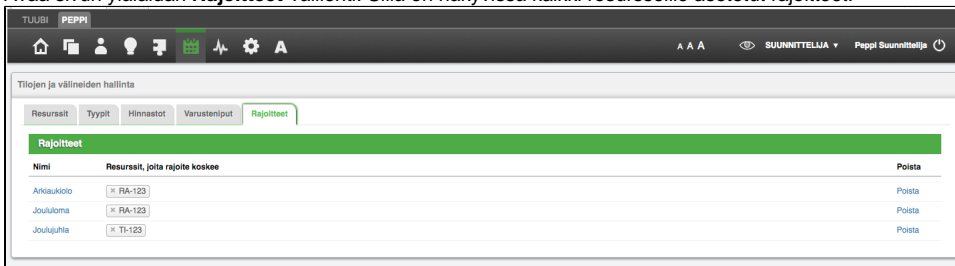 TUUBI PEPPI
A A A A SUUNNITTELIJA ▾ Peppi Suunnittelija
Tilojen ja välineiden hallinta
Resurssit Tyypit Hinnastot Varusteniput Rajoitteet
Rajoitteet
Nimi Resurssit, joita rajoite koskee Poista
Arkiaukiolo × RA-123 Poista
Joululoma × RA-123 Poista
Joulujuhla × TI-123 Poista